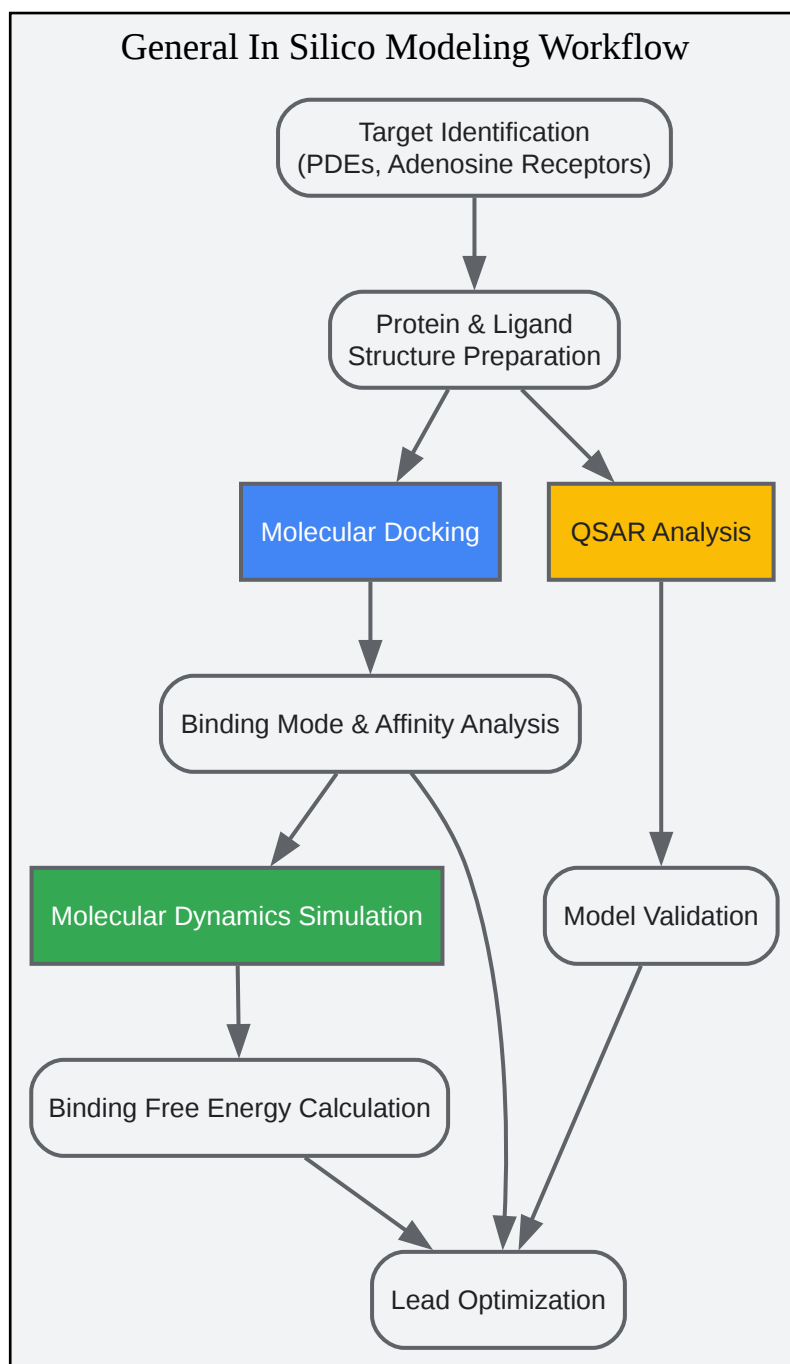 General In Silico Modeling Workflow
Target Identification
(PDEs, Adenosine Receptors)
Protein & Ligand
Structure Preparation
Molecular Docking
QSAR Analysis
Binding Mode & Affinity Analysis
Molecular Dynamics Simulation
Model Validation
Binding Free Energy Calculation
Lead Optimization